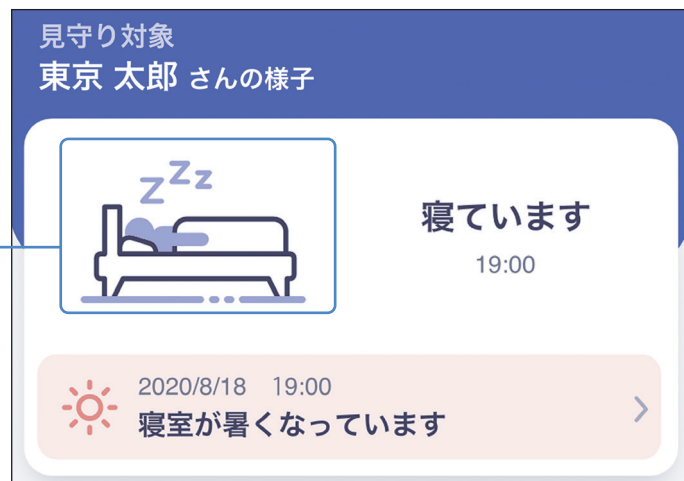 見守り対象
東京 太郎 さんの様子
zzz
寝ています
19:00
2020/8/18 19:00
寝室が暑くなっています